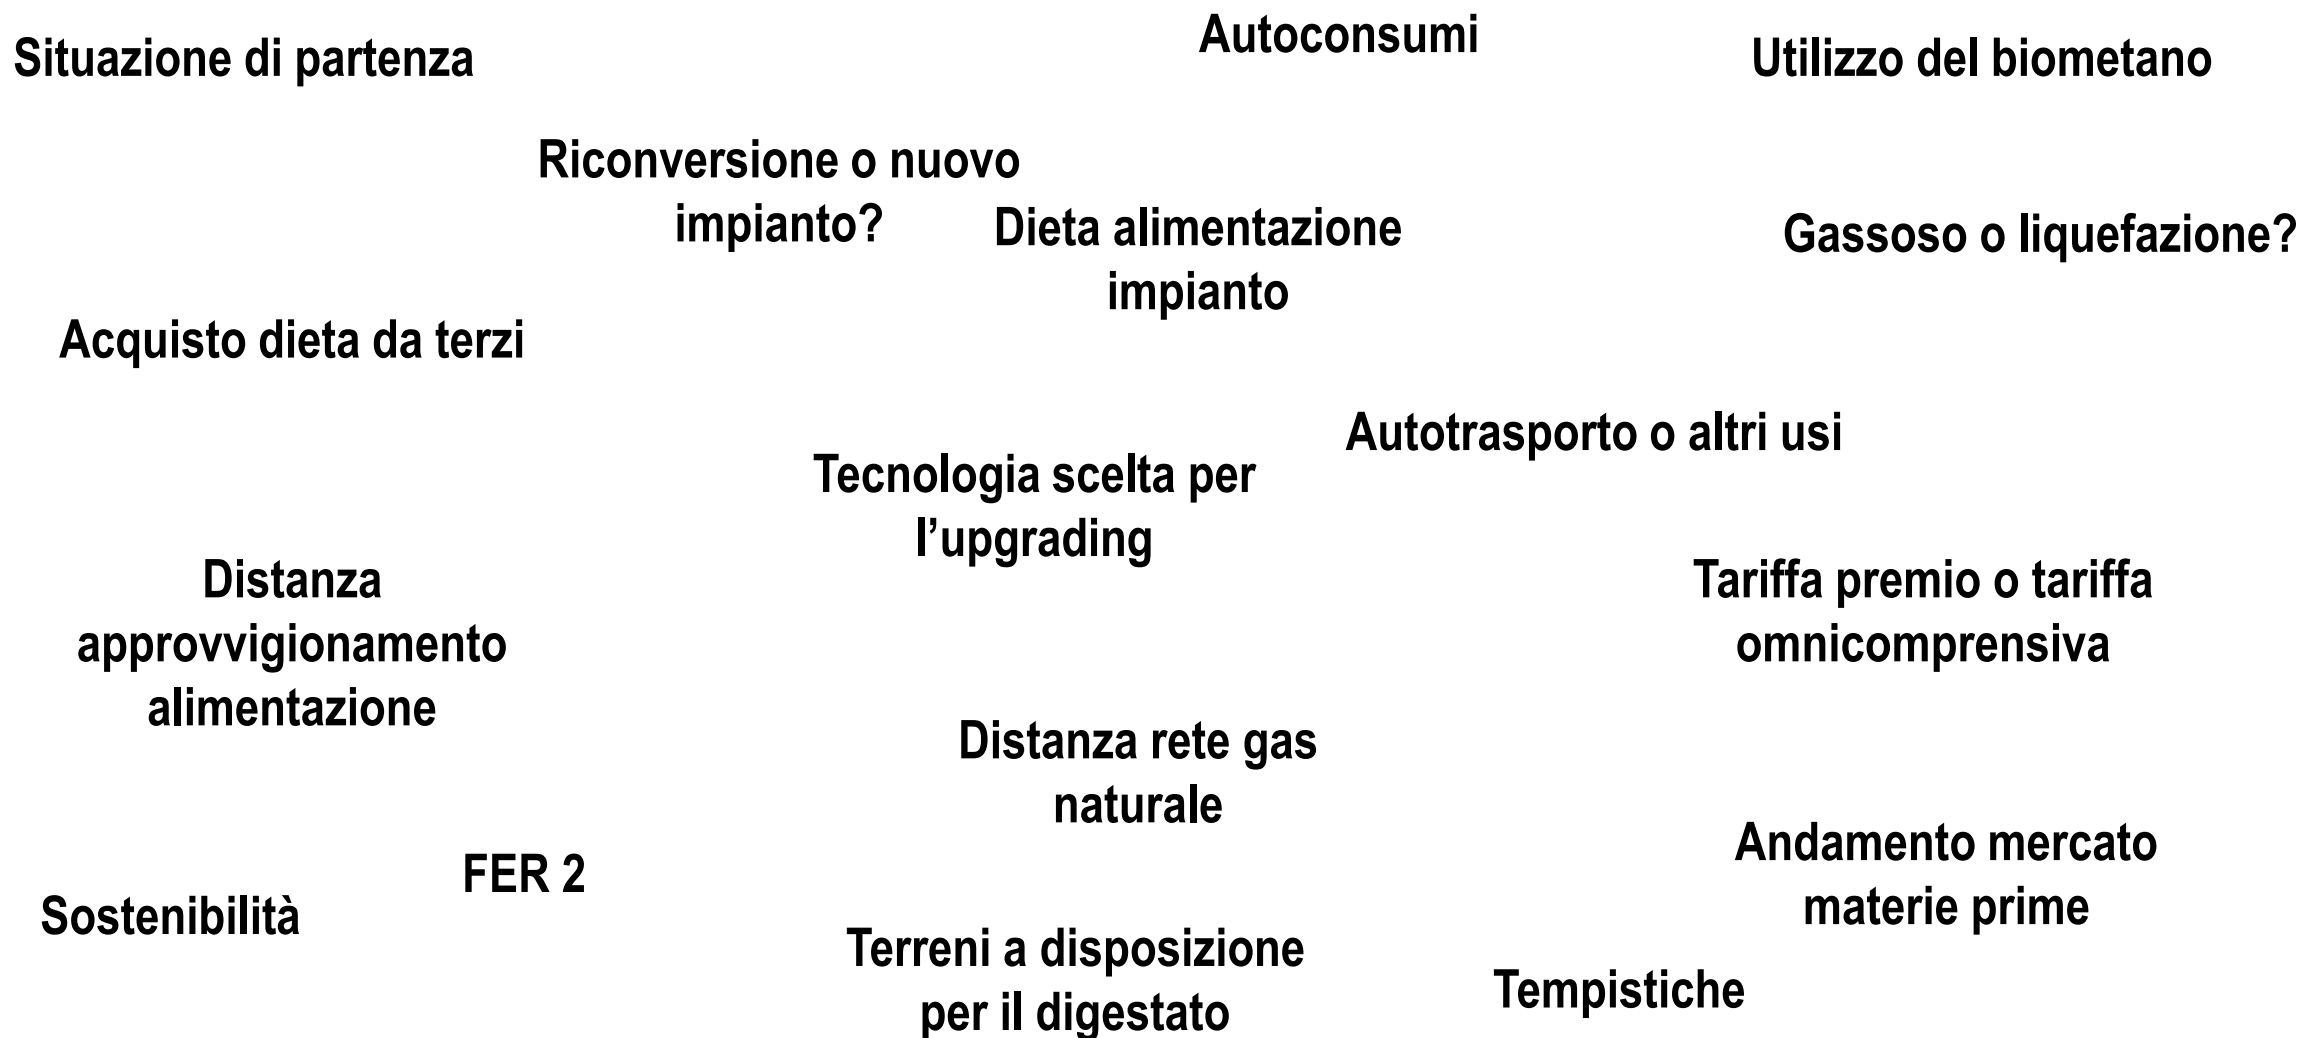 Autoconsumi
Situazione di partenza
Utilizzo del biometano
Riconversione o nuovo
impianto?
Dieta alimentazione
impianto
Gassoso o liquefazione?
Acquisto dieta da terzi
Autotrasporto o altri usi
Tecnologia scelta per
l’upgrading
Distanza
approvvigionamento
alimentazione
Tariffa premio o tariffa
omnicomprensiva
Distanza rete gas
naturale
Andamento mercato
materie prime
FER 2
Sostenibilità
Terreni a disposizione
per il digestato
Tempistiche